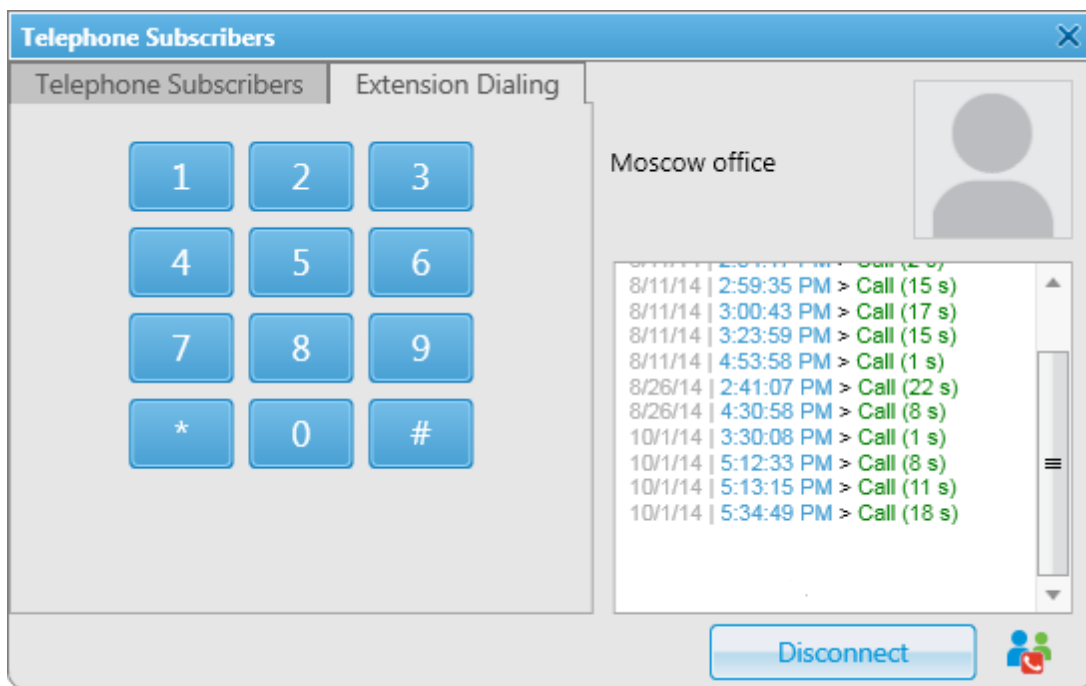 Telephone Subscribers
Telephone Subscribers
Extension Dialing
1 2 3
4 5 6
7 8 9
* 0 #
Moscow office
8/11/14 | 2:59:35 PM > Call (15 s)
8/11/14 | 3:00:43 PM > Call (17 s)
8/11/14 | 3:23:59 PM > Call (15 s)
8/11/14 | 4:53:58 PM > Call (1 s)
8/26/14 | 2:41:07 PM > Call (22 s)
8/26/14 | 4:30:58 PM > Call (8 s)
10/1/14 | 3:30:08 PM > Call (1 s)
10/1/14 | 5:12:33 PM > Call (8 s)
10/1/14 | 5:13:15 PM > Call (11 s)
10/1/14 | 5:34:49 PM > Call (18 s)
Disconnect